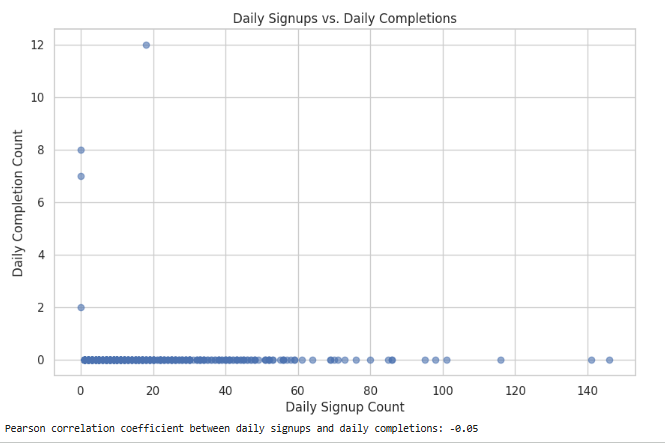 Daily Signups vs. Daily Completions
12
10
8
6
4
2
0
Daily Completion Count
0 20 40 60 80 100 120 140
Daily Signup Count
Pearson correlation coefficient between daily signups and daily completions: -0.05